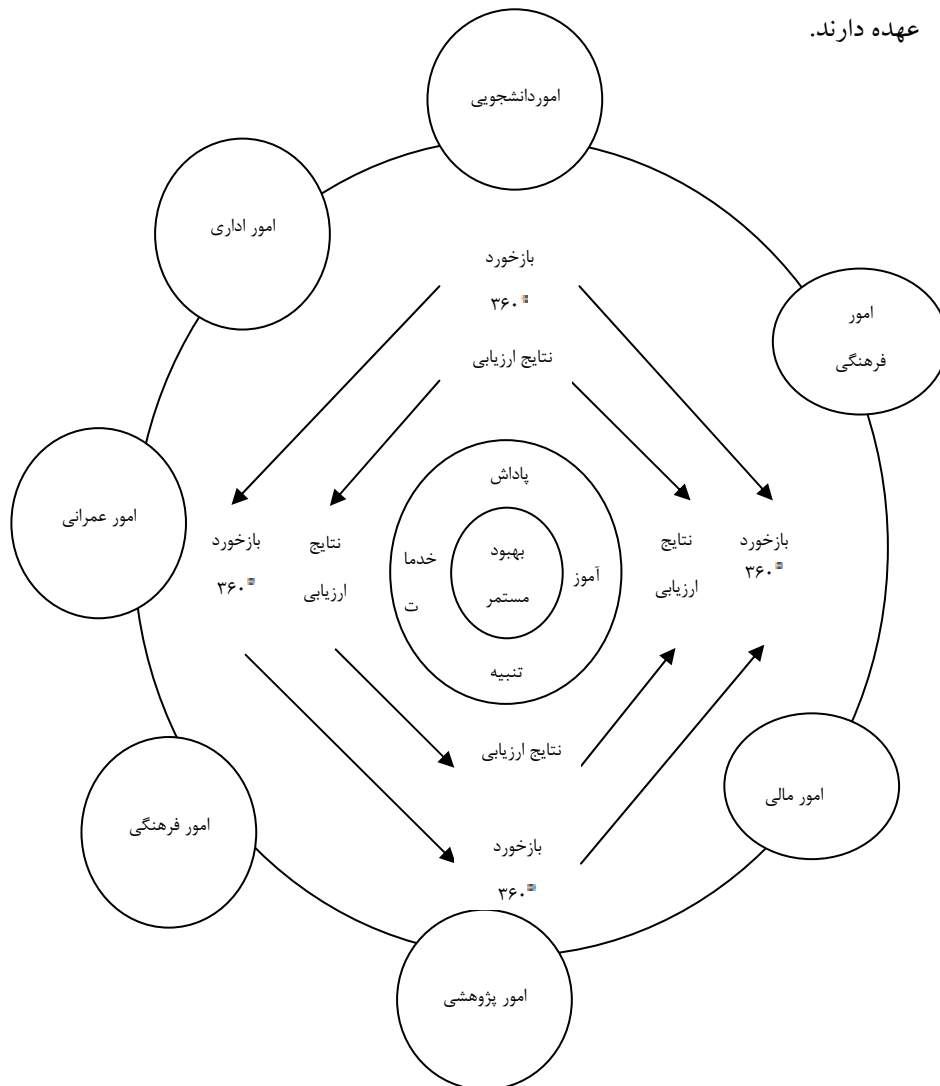 عهده دارند.
اموردانشجویی
امور اداری
بازخورد
۳۶۰
نتایج ارزیابی
امور
فرهنگی
امور عمرانی
بازخورد
۳۶۰
نتایج
ارزیابی
پاداش
خدما
ت
بهبود
مستمر
آموز
تنبیه
نتایج
ارزیابی
بازخورد
۳۶۰
نتایج ارزیابی
بازخورد
۳۶۰
امور مالی
امور فرهنگی
امور پژوهشی